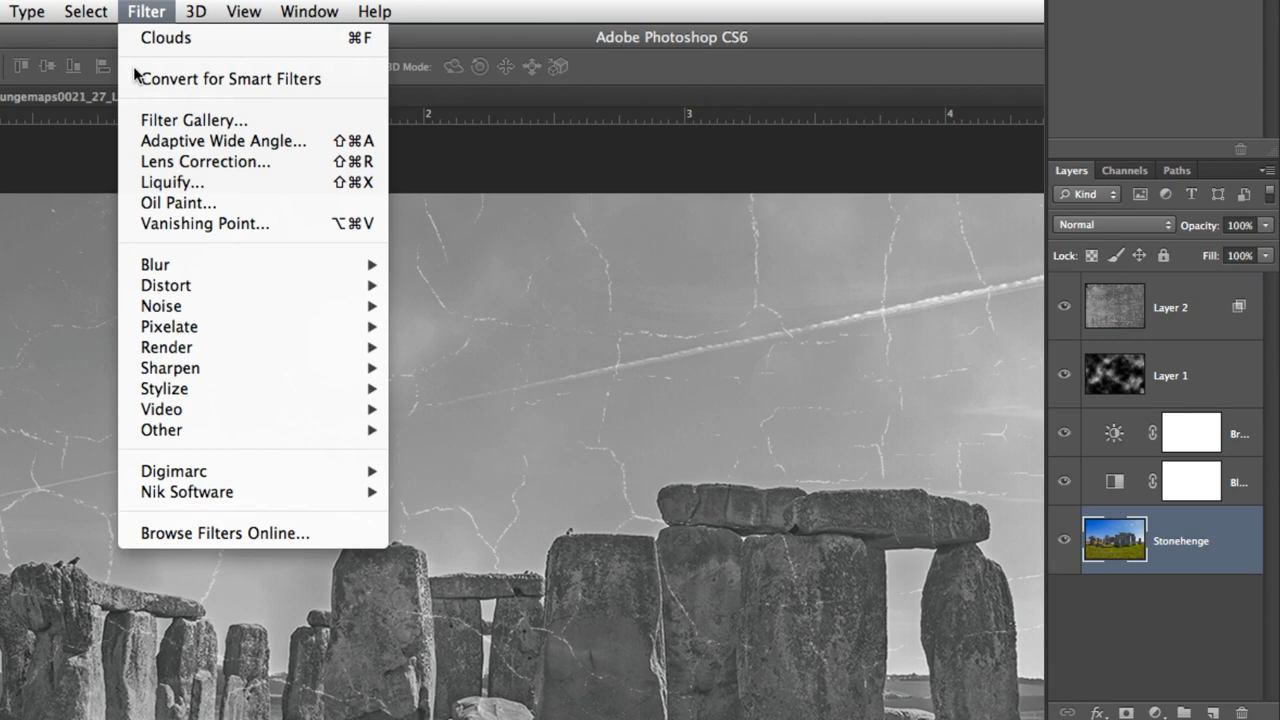 Type Select Filter 3D View Window Help
Clouds ⌘F
Adobe Photoshop CS6
3D Mode:
Convert for Smart Filters
ungemaps0021_27_L
2 3 4
Filter Gallery...
Adaptive Wide Angle... ⇧⌘A
Lens Correction... ⇧⌘R
Liquify... ⇧⌘X
Oil Paint...
Vanishing Point... ⌥⌘V
Blur
Distort
Noise
Pixelate
Render
Sharpen
Stylize
Video
Other
Digimarc
Nik Software
Browse Filters Online...
Layers Channels Paths
Kind
Normal Opacity: 100%
Lock: Fill: 100%
Layer 2
Layer 1
Br...
Bl...
Stonehenge
fx